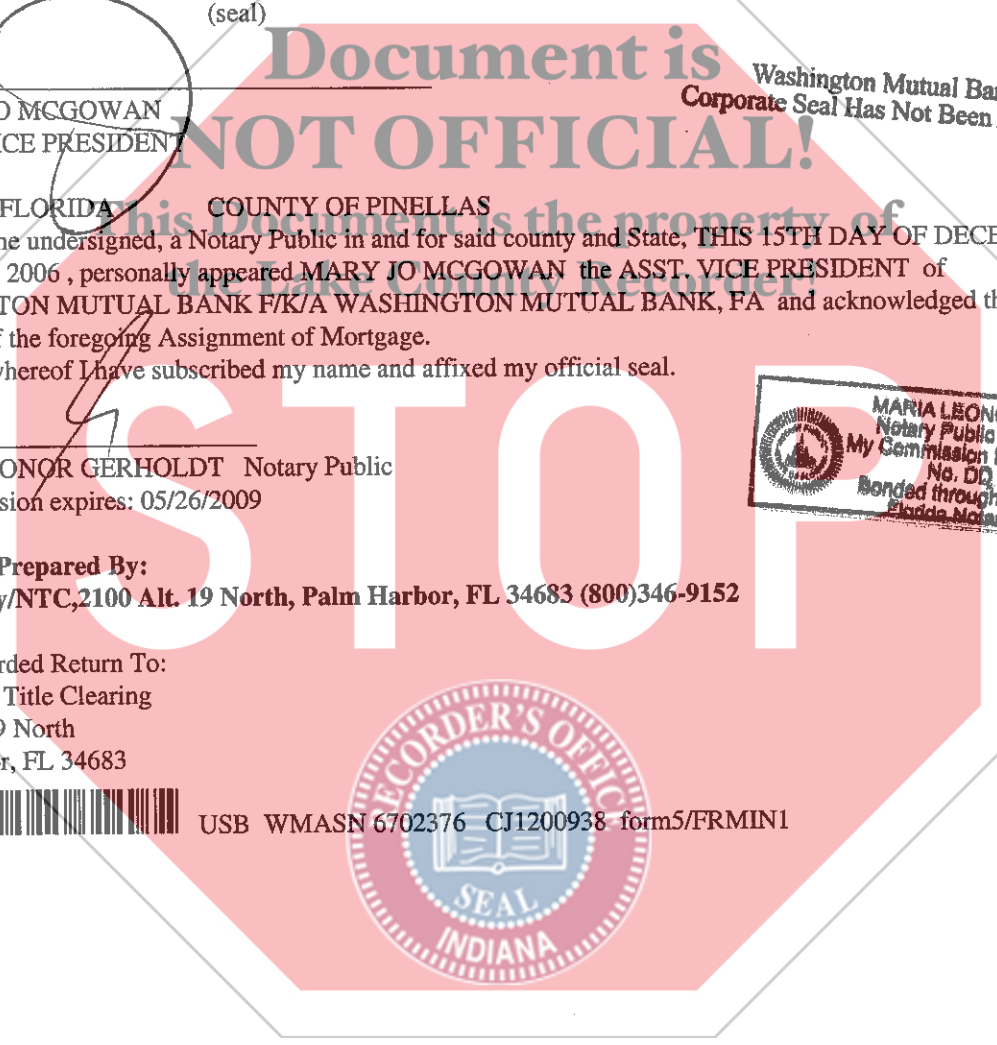 (seal)
Document is
Washington Mutual Ba
Corporate Seal Has Not Been
O MCGOWAN
ICE PRESIDENT
NOT OFFICIAL!
FLORIDA COUNTY OF PINELLAS
This Document is the property of
he undersigned, a Notary Public in and for said county and State, THIS 15TH DAY OF DECE
2006 , personally appeared MARY JO MCGOWAN the ASST. VICE PRESIDENT of
the Lake County Recorder!
TON MUTUAL BANK F/K/A WASHINGTON MUTUAL BANK, FA and acknowledged th
f the foregoing Assignment of Mortgage.
whereof I have subscribed my name and affixed my official seal.
STOP
MARIA LEON
Notary Public
My Commission
No. DD
Bonded through
Florida Nota
ONOR GERHOLDT Notary Public
sion expires: 05/26/2009
Prepared By:
y/NTC,2100 Alt. 19 North, Palm Harbor, FL 34683 (800)346-9152
rded Return To:
Title Clearing
9 North
r, FL 34683
USB WMASN 6702376 CJ1200938 form5/FRMIN1
RECORDER'S OFFICE
SEAL
INDIANA